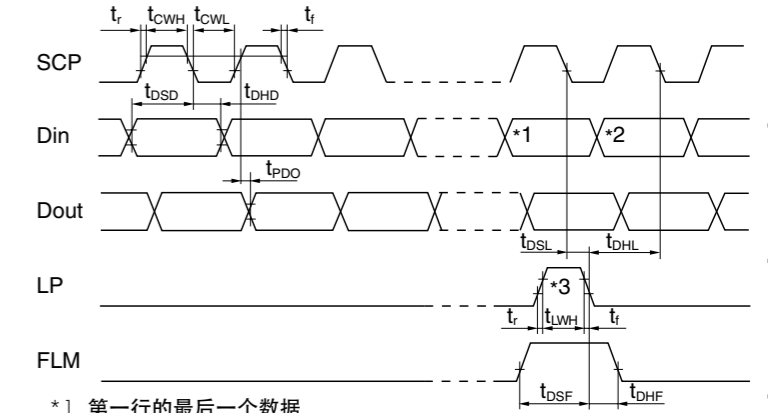 tr tCWH tCWL tf
SCP
tDSD tDHD
Din *1 *2
tPDO
Dout
tDSL tDHL
LP *3
tr tLWH tf
FLM
tDSF tDHF
*1 第一行的最后一个数据